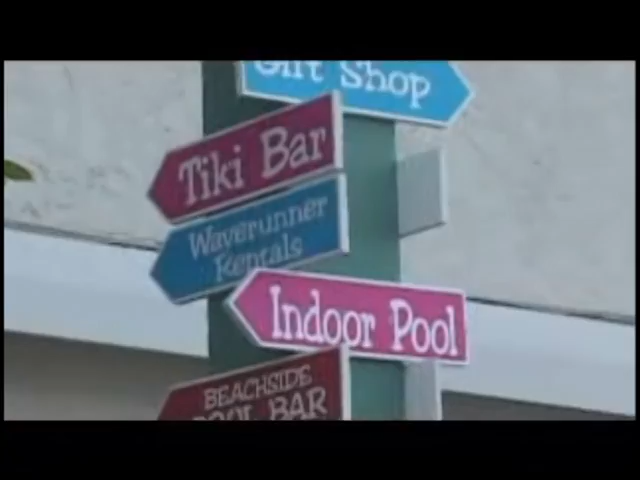 Gift Shop
Tiki Bar
Waverunner
Rentals
Indoor Pool
BEACHSIDE
POOL BAR